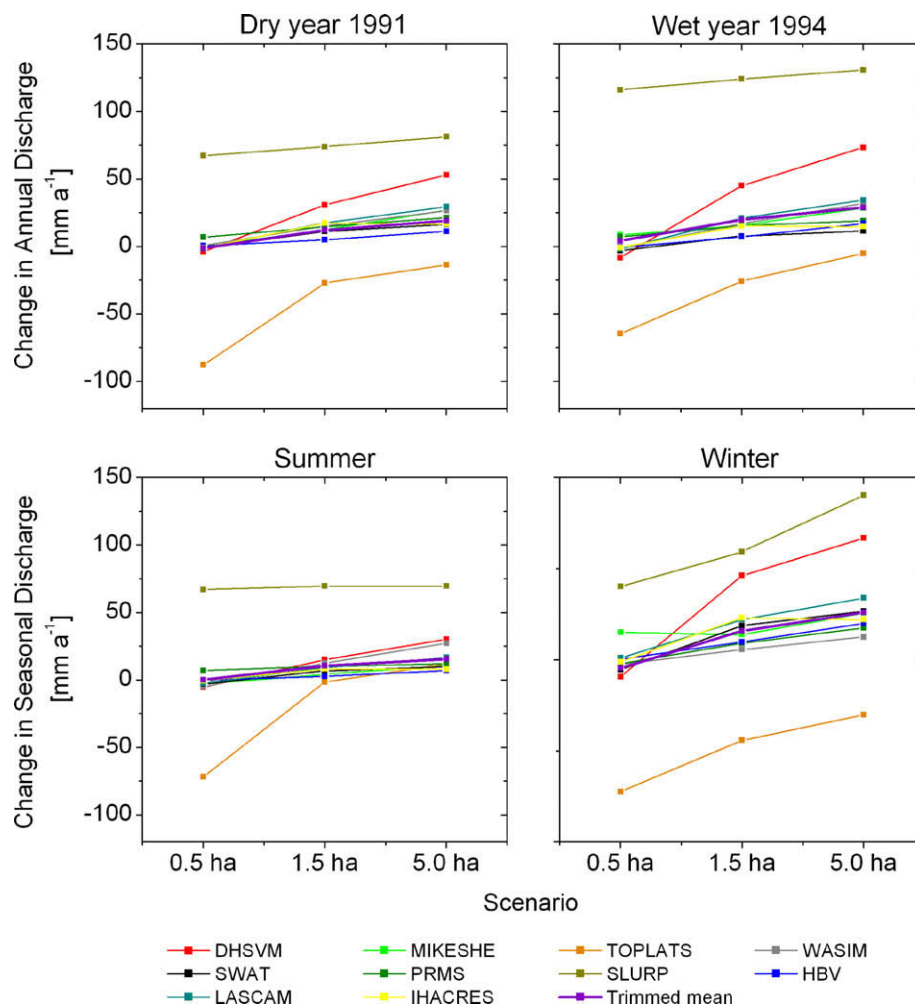 Dry year 1991
Wet year 1994
Change in Annual Discharge
[mm a-1]
150
100
50
0
-50
-100
Summer
Winter
Change in Seasonal Discharge
[mm a-1]
150
100
50
0
-50
-100
0.5 ha 1.5 ha 5.0 ha 0.5 ha 1.5 ha 5.0 ha
Scenario
DHSVM MIKESHE TOPLATS WASIM
SWAT PRMS SLURP HBV
LASCAM IHACRES Trimmed mean